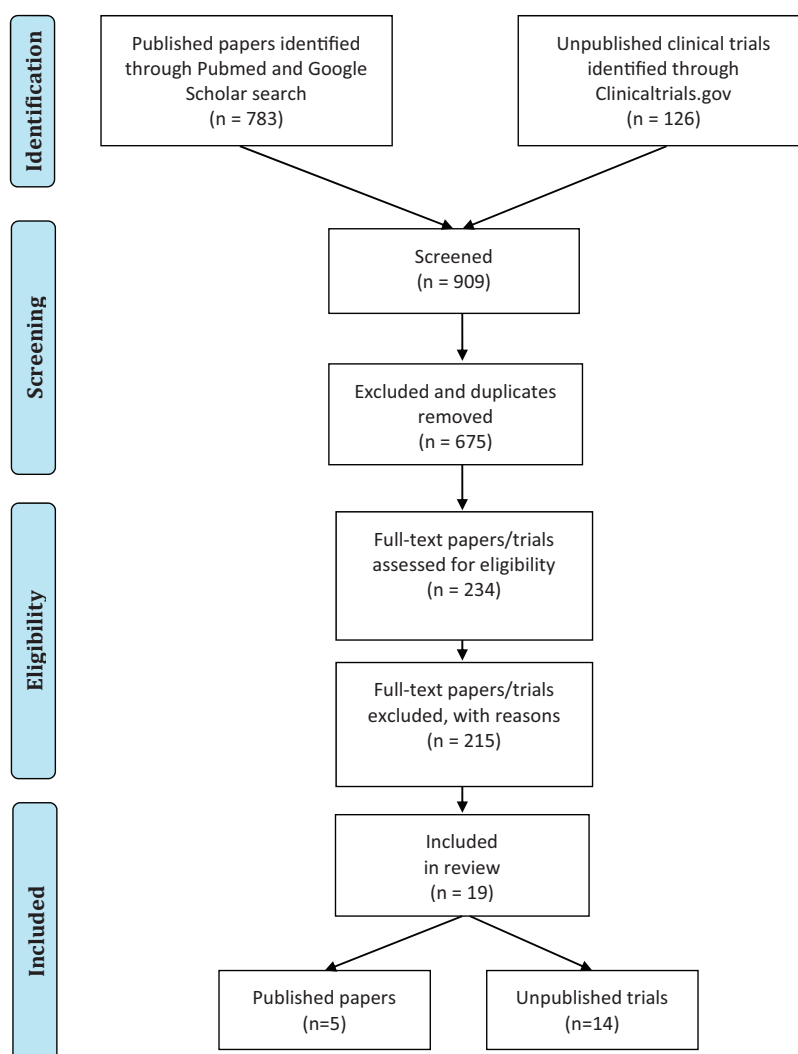 Identification
Published papers identified
through Pubmed and Google
Scholar search
(n = 783)
Unpublished clinical trials
identified through
Clinicaltrials.gov
(n = 126)
Screening
Screened
(n = 909)
Excluded and duplicates
removed
(n = 675)
Eligibility
Full-text papers/trials
assessed for eligibility
(n = 234)
Full-text papers/trials
excluded, with reasons
(n = 215)
Included
Included
in review
(n = 19)
Published papers
(n=5)
Unpublished trials
(n=14)